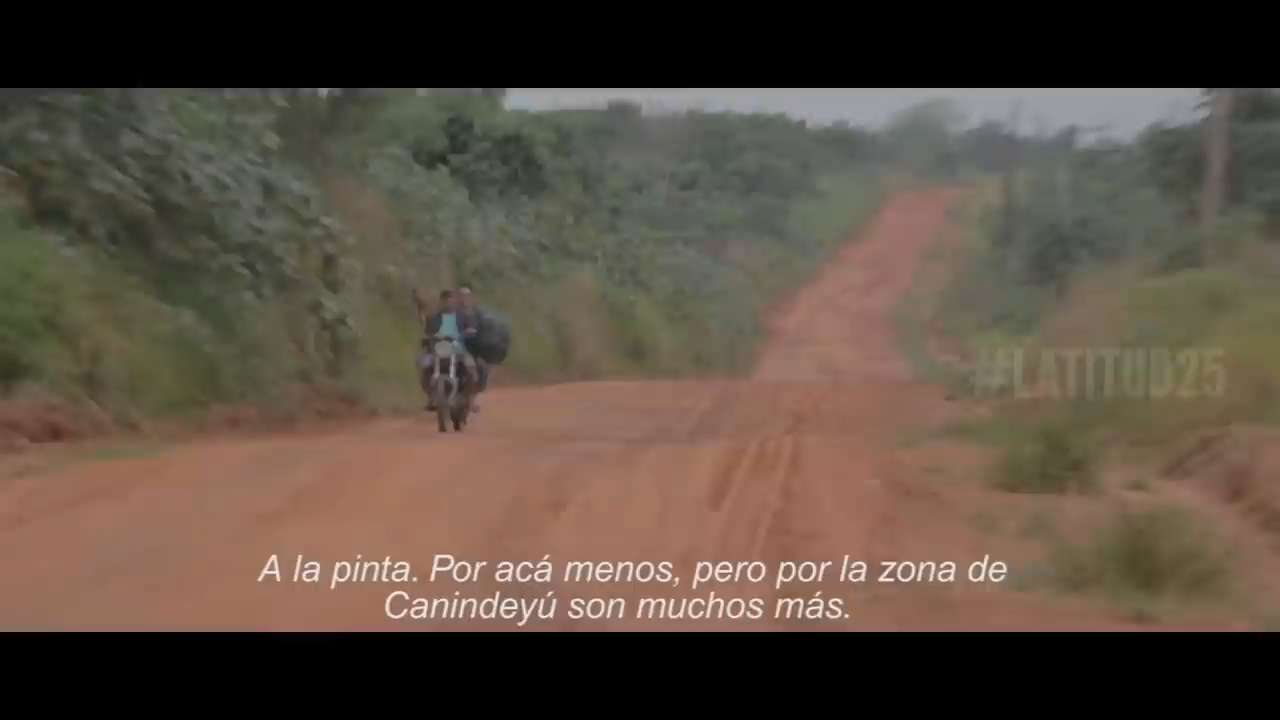 #LATITUD25
A la pinta. Por acá menos, pero por la zona de
Canindeyú son muchos más.